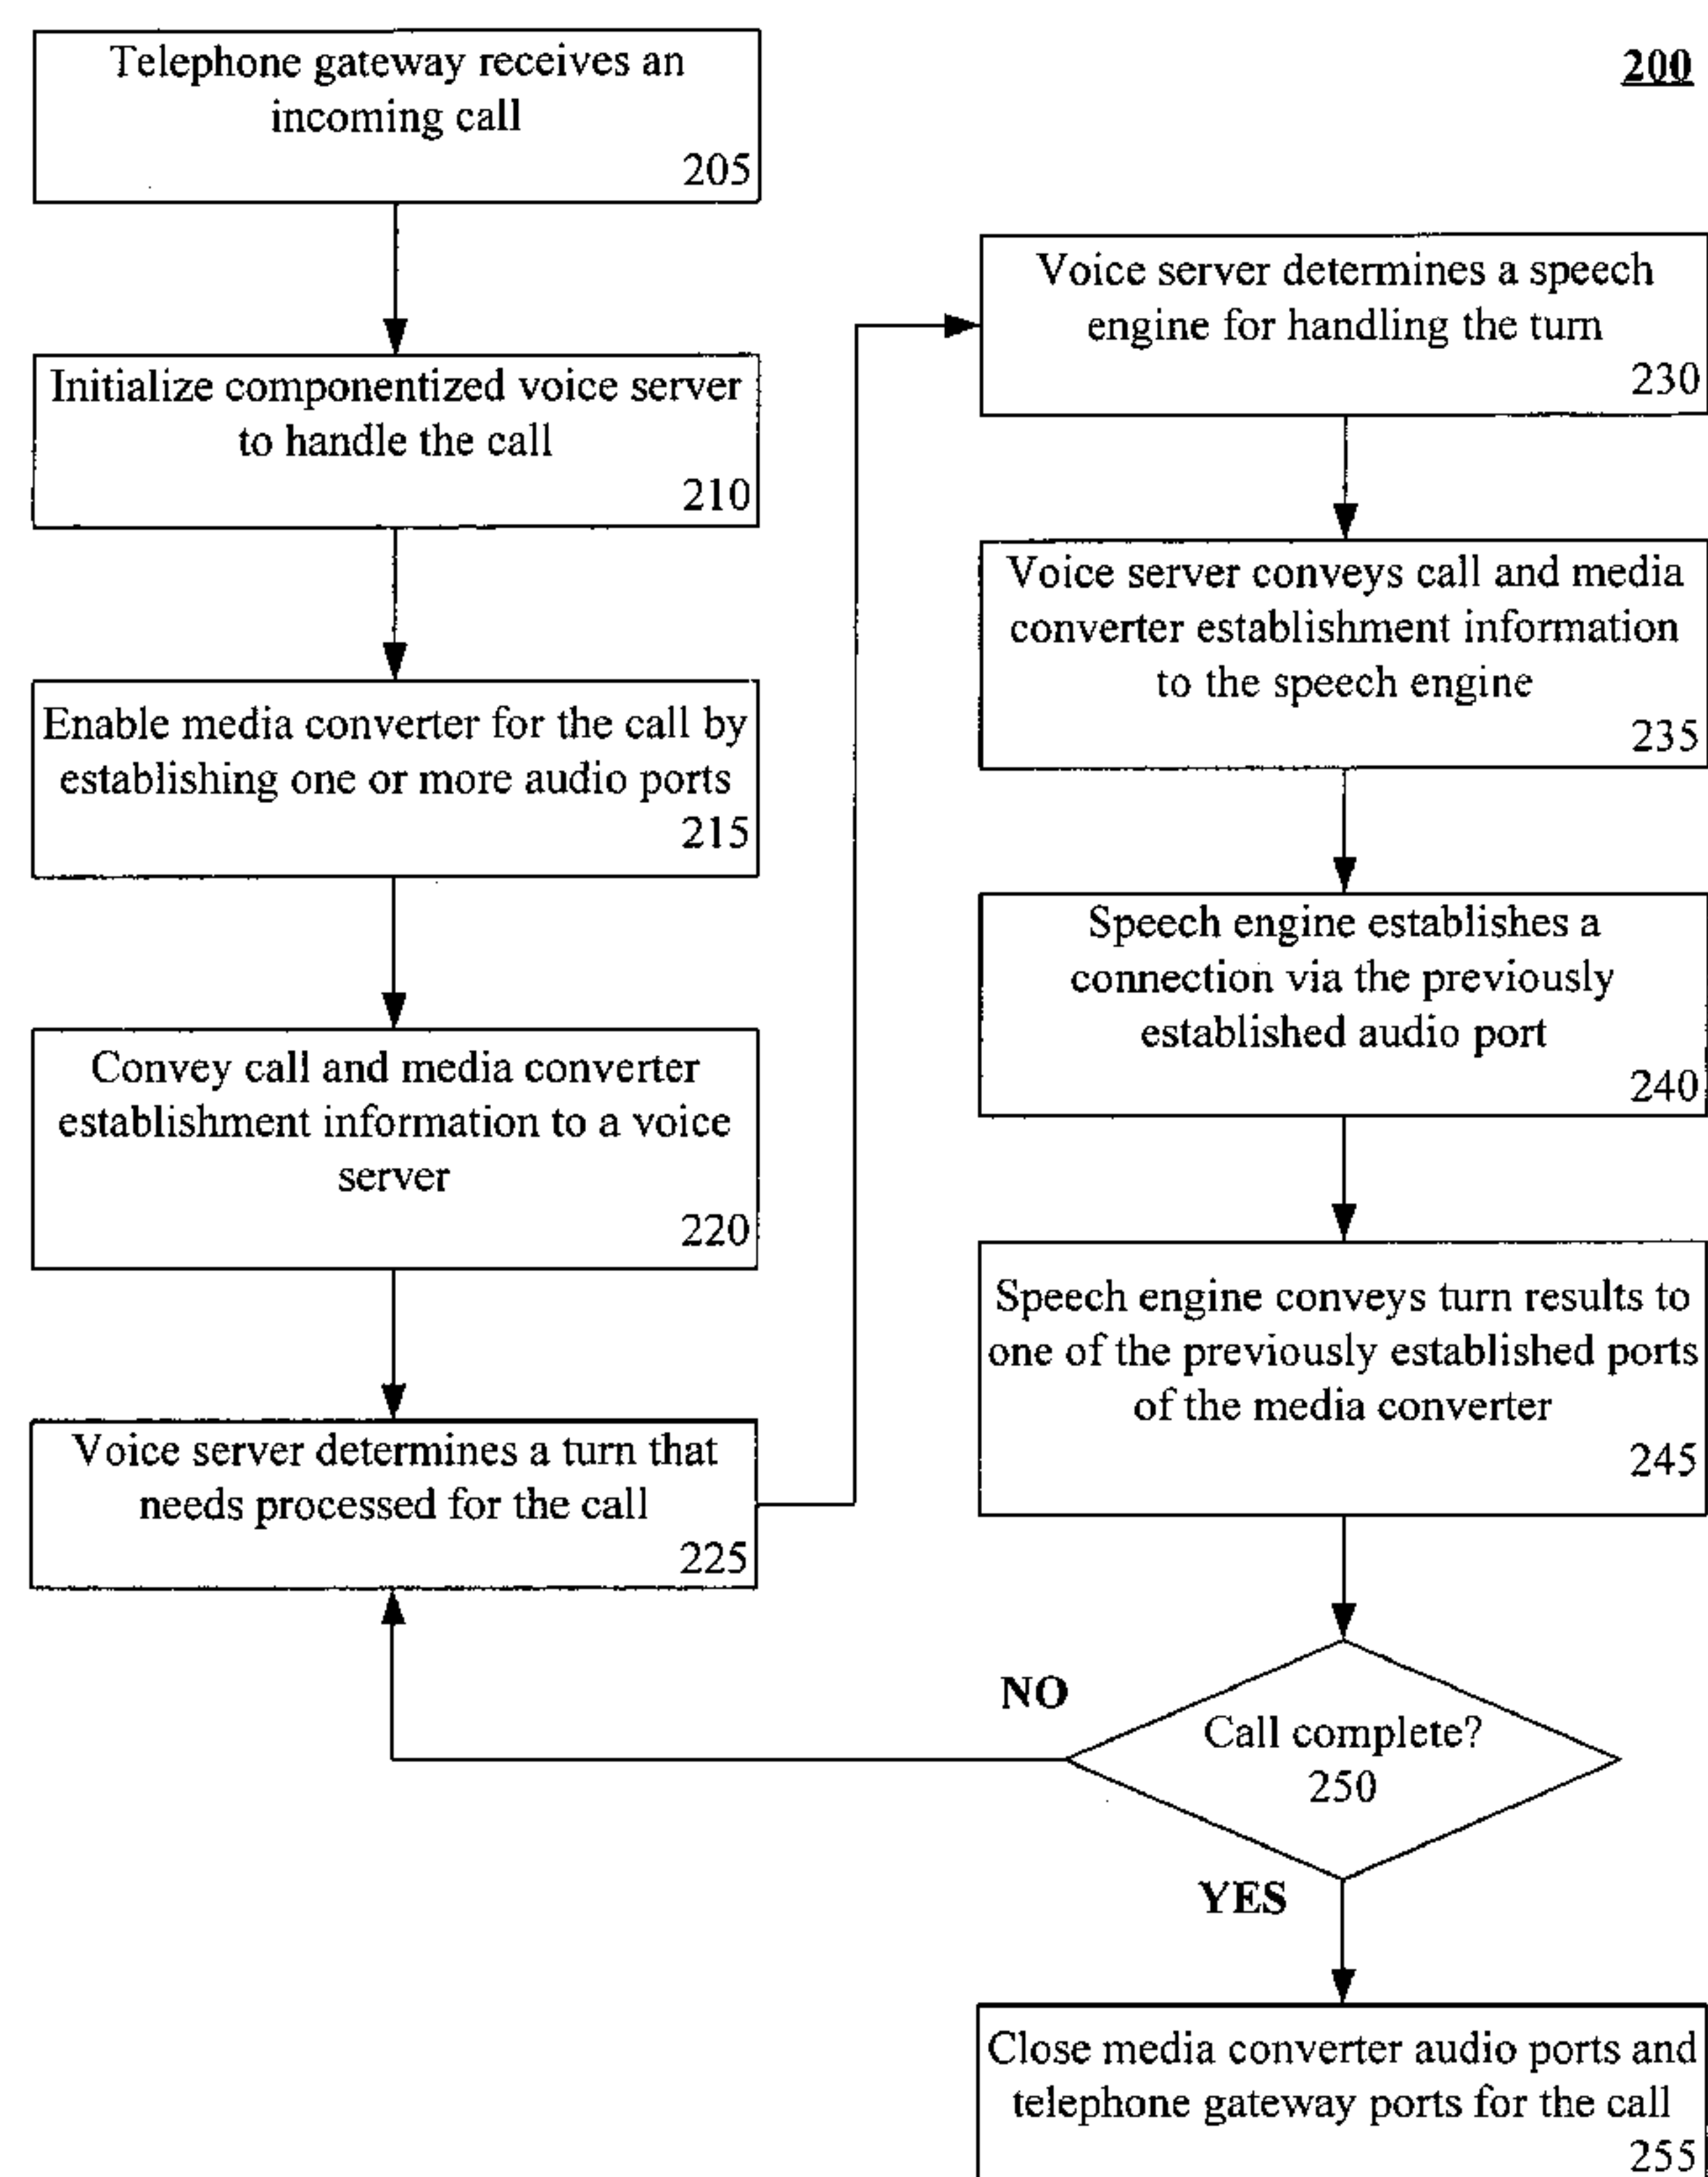 200
Telephone gateway receives an
incoming call
205
Initialize componentized voice server
to handle the call
210
Enable media converter for the call by
establishing one or more audio ports
215
Convey call and media converter
establishment information to a voice
server
220
Voice server determines a turn that
needs processed for the call
225
Voice server determines a speech
engine for handling the turn
230
Voice server conveys call and media
converter establishment information
to the speech engine
235
Speech engine establishes a
connection via the previously
established audio port
240
Speech engine conveys turn results to
one of the previously established ports
of the media converter
245
Call complete?
250
NO
YES
Close media converter audio ports and
telephone gateway ports for the call
255